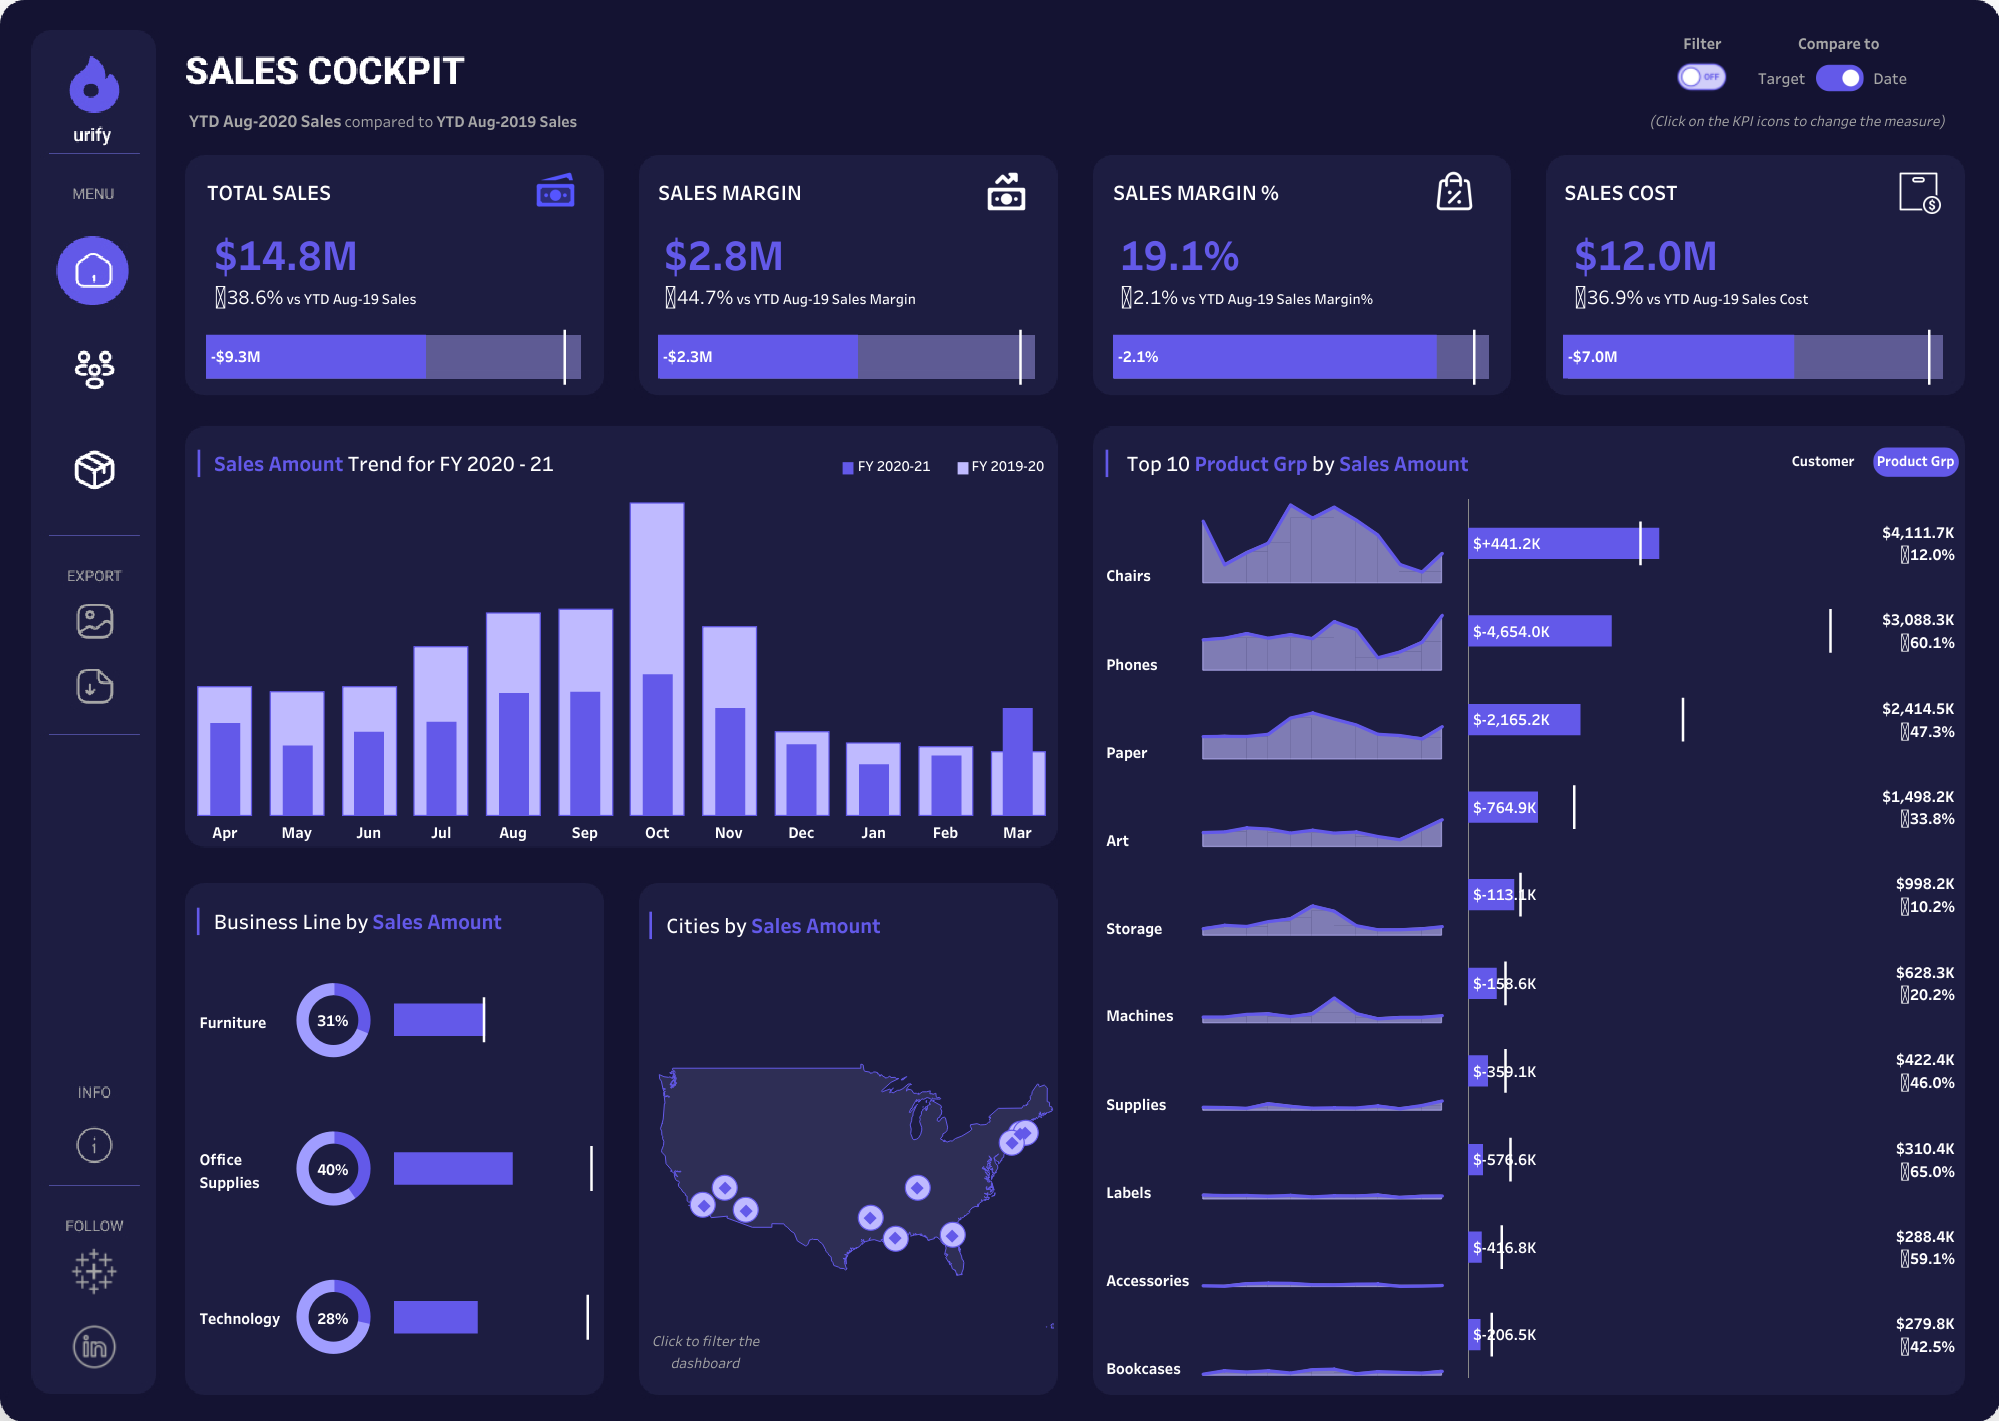 urify
MENU
EXPORT
INFO
FOLLOW
in
SALES COCKPIT
YTD Aug-2020 Sales compared to YTD Aug-2019 Sales
Filter
OFF
Compare to
Target
Date
(Click on the KPI icons to change the measure)
TOTAL SALES
$14.8M
38.6% vs YTD Aug-19 Sales
-$9.3M
SALES MARGIN
$2.8M
44.7% vs YTD Aug-19 Sales Margin
-$2.3M
SALES MARGIN %
19.1%
2.1% vs YTD Aug-19 Sales Margin%
-2.1%
SALES COST
$12.0M
36.9% vs YTD Aug-19 Sales Cost
-$7.0M
Sales Amount Trend for FY 2020 - 21
FY 2020-21
FY 2019-20
Apr May Jun Jul Aug Sep Oct Nov Dec Jan Feb Mar
Business Line by Sales Amount
Furniture
31%
Office
Supplies
40%
Technology
28%
Cities by Sales Amount
Click to filter the
dashboard
Top 10 Product Grp by Sales Amount
Customer
Product Grp
Chairs
$+441.2K
$4,111.7K
12.0%
Phones
$-4,654.0K
$3,088.3K
60.1%
Paper
$-2,165.2K
$2,414.5K
47.3%
Art
$-764.9K
$1,498.2K
33.8%
Storage
$-113.1K
$998.2K
10.2%
Machines
$-158.6K
$628.3K
20.2%
Supplies
$-359.1K
$422.4K
46.0%
Labels
$-576.6K
$310.4K
65.0%
Accessories
$-416.8K
$288.4K
59.1%
Bookcases
$-206.5K
$279.8K
42.5%